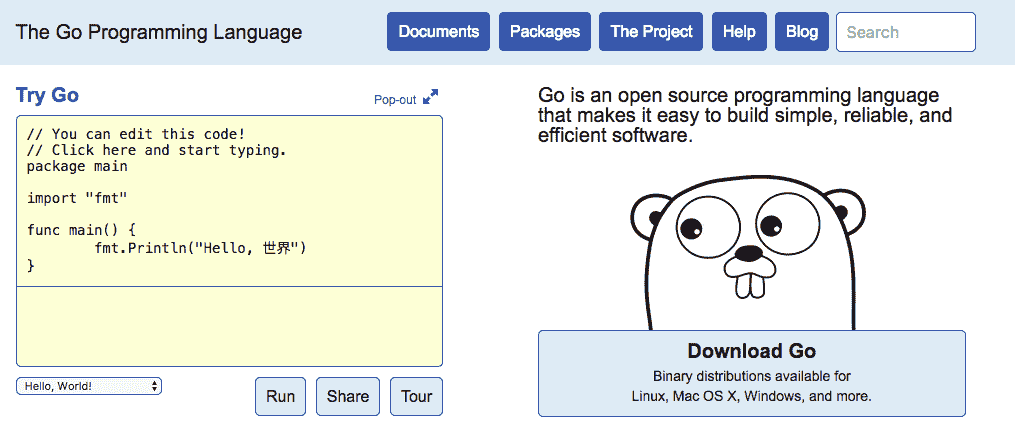 The Go Programming Language
Documents
Packages
The Project
Help
Blog
Search
Try Go
Pop-out
// You can edit this code!
// Click here and start typing.
package main
import "fmt"
func main() {
        fmt.Println("Hello, 世界")
}
Hello, World!
Run
Share
Tour
Go is an open source programming language
that makes it easy to build simple, reliable, and
efficient software.
Download Go
Binary distributions available for
Linux, Mac OS X, Windows, and more.